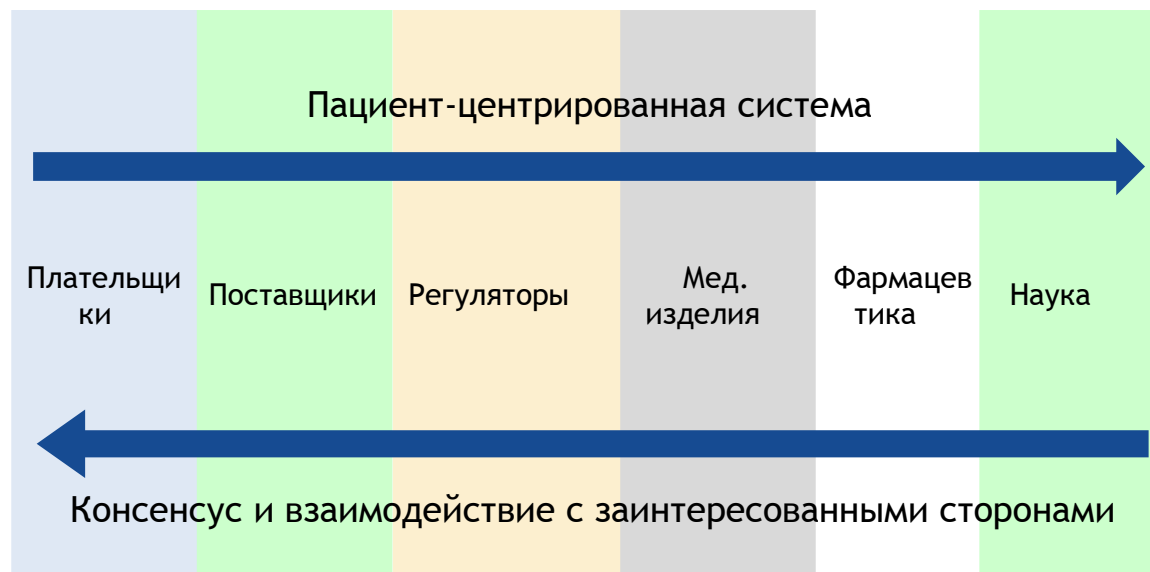 Пациент-центрированная система
Плательщи
ки
Поставщики
Регуляторы
Мед.
изделия
Фармацев
тика
Наука
Консенсус и взаимодействие с заинтересованными сторонами